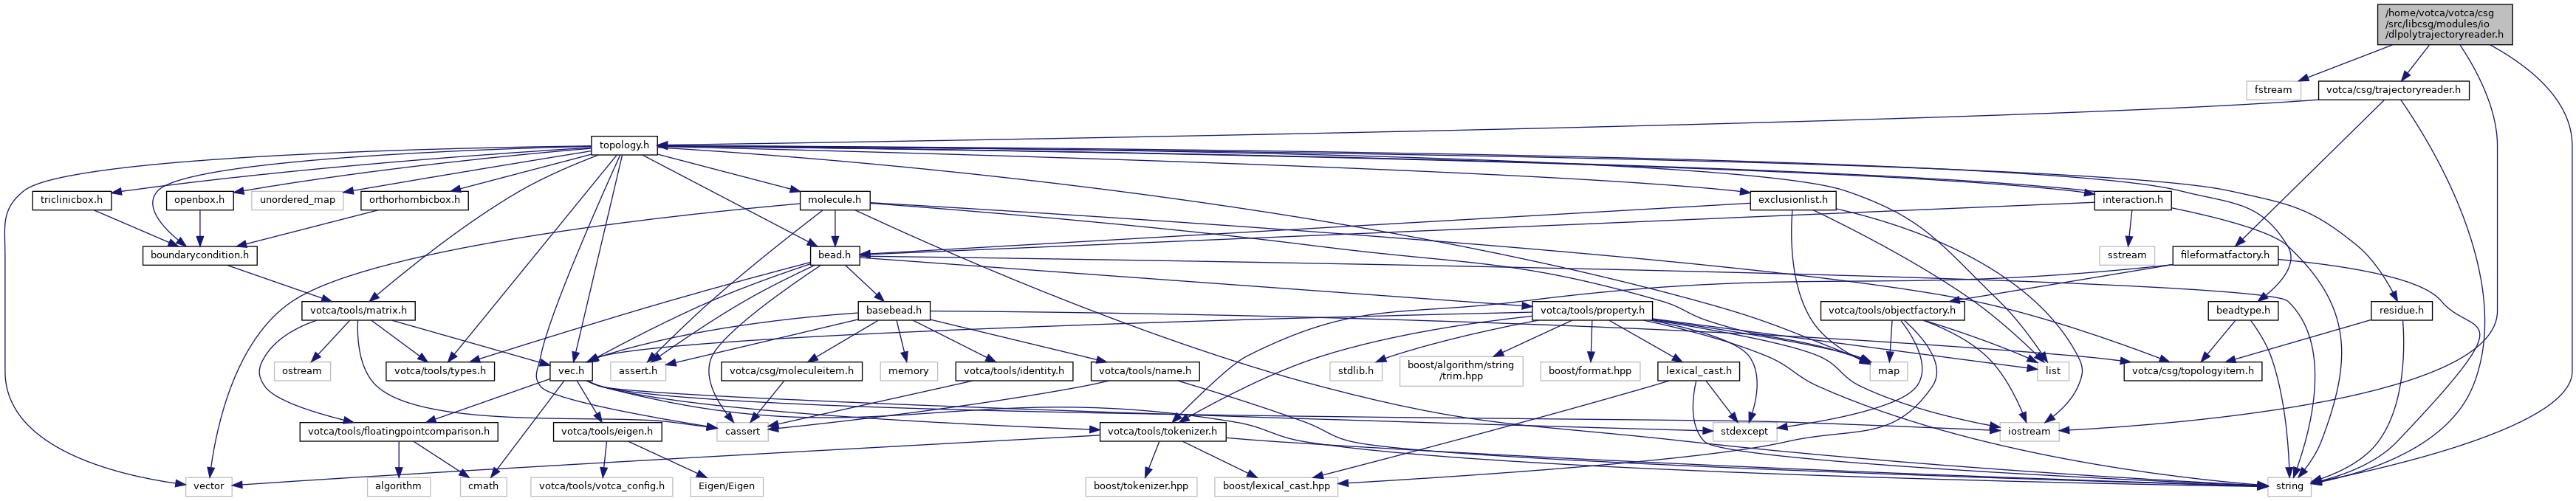 /home/votca/votca/csg
/src/libcsg/modules/io
/dlpolytrajectoryreader.h
fstream
votca/csg/trajectoryreader.h
topology.h
triclinicbox.h
openbox.h
unordered_map
orthorhombicbox.h
molecule.h
exclusionlist.h
interaction.h
boundarycondition.h
bead.h
sstream
fileformatfactory.h
votca/tools/matrix.h
basebead.h
votca/tools/property.h
votca/tools/objectfactory.h
beadtype.h
residue.h
ostream
votca/tools/types.h
vec.h
assert.h
votca/csg/moleculeitem.h
memory
votca/tools/identity.h
votca/tools/name.h
stdlib.h
boost/algorithm/string
/trim.hpp
boost/format.hpp
lexical_cast.h
map
list
votca/csg/topologyitem.h
votca/tools/floatingpointcomparison.h
votca/tools/eigen.h
cassert
votca/tools/tokenizer.h
stdexcept
iostream
vector
algorithm
cmath
votca/tools/votca_config.h
Eigen/Eigen
boost/tokenizer.hpp
boost/lexical_cast.hpp
string